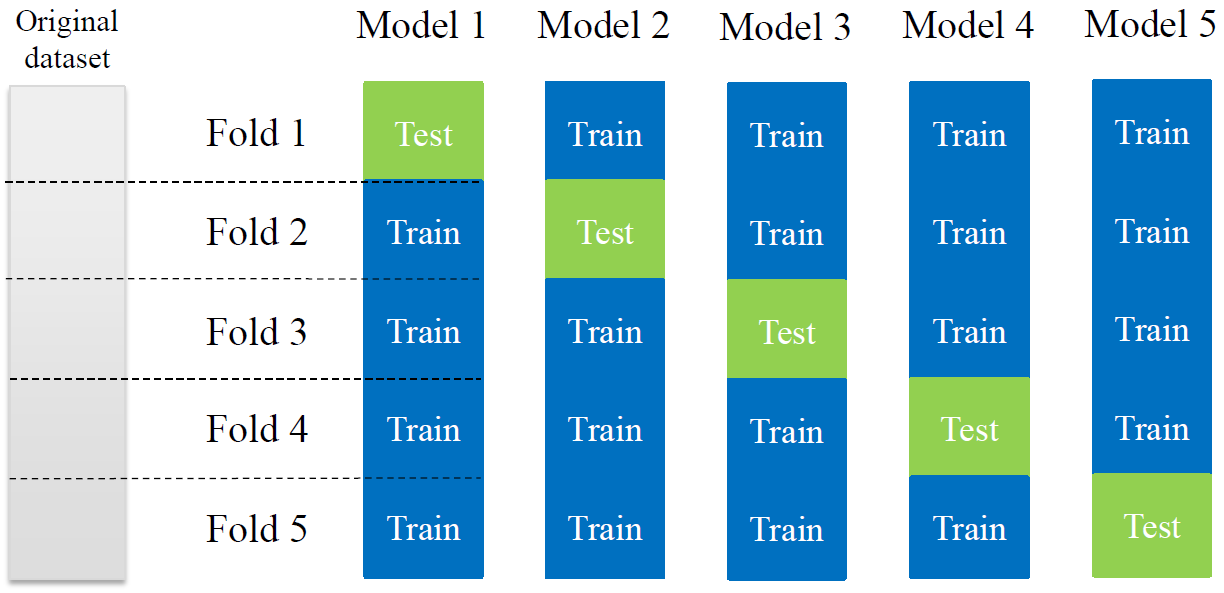 Original
dataset
Model 1 Model 2 Model 3 Model 4 Model 5
Fold 1 Test Train Train Train Train
Fold 2 Train Test Train Train Train
Fold 3 Train Train Test Train Train
Fold 4 Train Train Train Test Train
Fold 5 Train Train Train Train Test